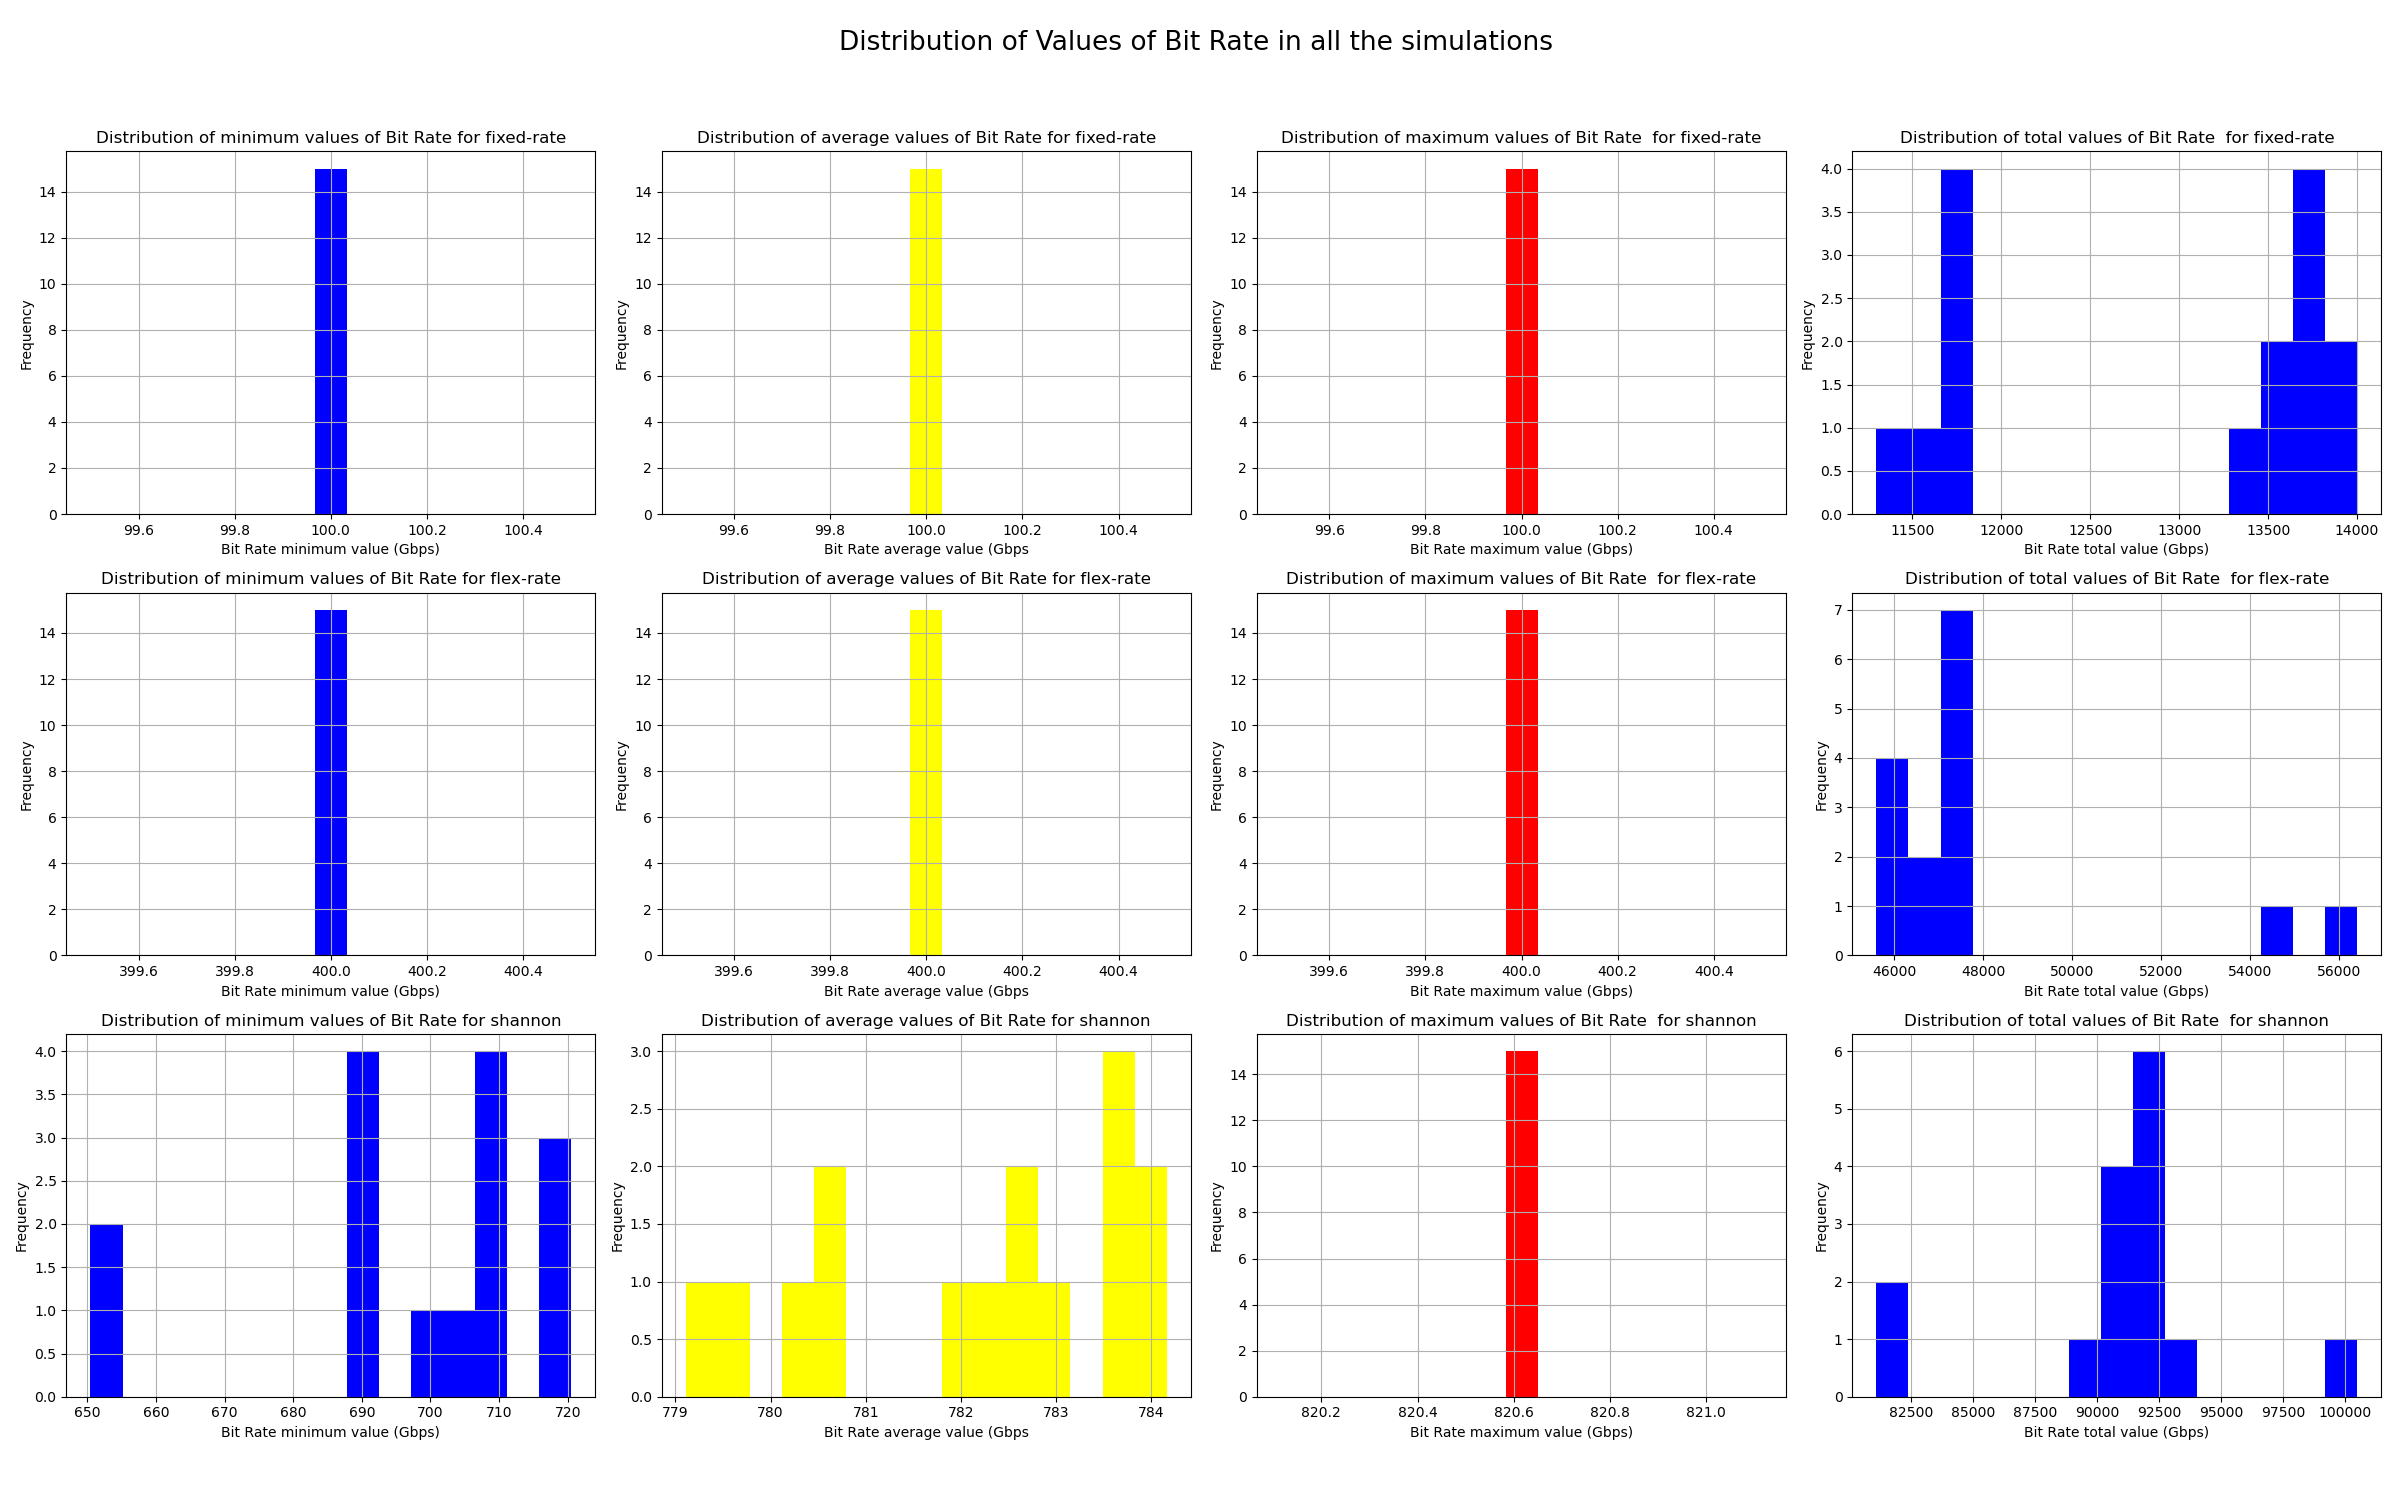 Distribution of Values of Bit Rate in all the simulations
Distribution of minimum values of Bit Rate for fixed-rate
Frequency
0 2 4 6 8 10 12 14
99.6 99.8 100.0 100.2 100.4
Bit Rate minimum value (Gbps)
Distribution of average values of Bit Rate for fixed-rate
Frequency
0 2 4 6 8 10 12 14
99.6 99.8 100.0 100.2 100.4
Bit Rate average value (Gbps
Distribution of maximum values of Bit Rate  for fixed-rate
Frequency
0 2 4 6 8 10 12 14
99.6 99.8 100.0 100.2 100.4
Bit Rate maximum value (Gbps)
Distribution of total values of Bit Rate  for fixed-rate
Frequency
0.0 0.5 1.0 1.5 2.0 2.5 3.0 3.5 4.0
11500 12000 12500 13000 13500 14000
Bit Rate total value (Gbps)
Distribution of minimum values of Bit Rate for flex-rate
Frequency
0 2 4 6 8 10 12 14
399.6 399.8 400.0 400.2 400.4
Bit Rate minimum value (Gbps)
Distribution of average values of Bit Rate for flex-rate
Frequency
0 2 4 6 8 10 12 14
399.6 399.8 400.0 400.2 400.4
Bit Rate average value (Gbps
Distribution of maximum values of Bit Rate  for flex-rate
Frequency
0 2 4 6 8 10 12 14
399.6 399.8 400.0 400.2 400.4
Bit Rate maximum value (Gbps)
Distribution of total values of Bit Rate  for flex-rate
Frequency
0 1 2 3 4 5 6 7
46000 48000 50000 52000 54000 56000
Bit Rate total value (Gbps)
Distribution of minimum values of Bit Rate for shannon
Frequency
0.0 0.5 1.0 1.5 2.0 2.5 3.0 3.5 4.0
650 660 670 680 690 700 710 720
Bit Rate minimum value (Gbps)
Distribution of average values of Bit Rate for shannon
Frequency
0.0 0.5 1.0 1.5 2.0 2.5 3.0
779 780 781 782 783 784
Bit Rate average value (Gbps
Distribution of maximum values of Bit Rate  for shannon
Frequency
0 2 4 6 8 10 12 14
820.2 820.4 820.6 820.8 821.0
Bit Rate maximum value (Gbps)
Distribution of total values of Bit Rate  for shannon
Frequency
0 1 2 3 4 5 6
82500 85000 87500 90000 92500 95000 97500 100000
Bit Rate total value (Gbps)